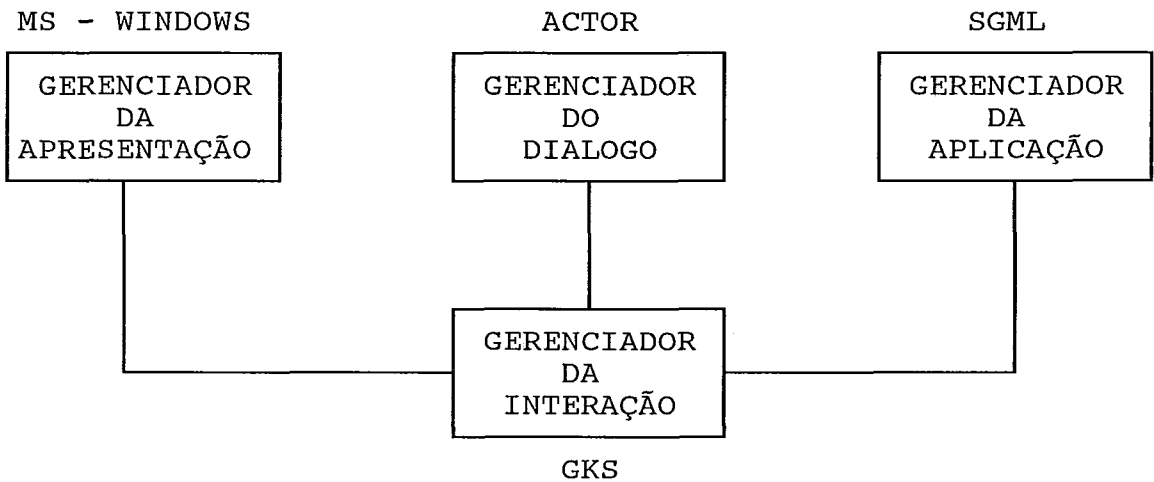 MS - WINDOWS
GERENCIADOR
DA
APRESENTAÇÃO
ACTOR
GERENCIADOR
DO
DIALOGO
SGML
GERENCIADOR
DA
APLICAÇÃO
GERENCIADOR
DA
INTERAÇÃO
GKS